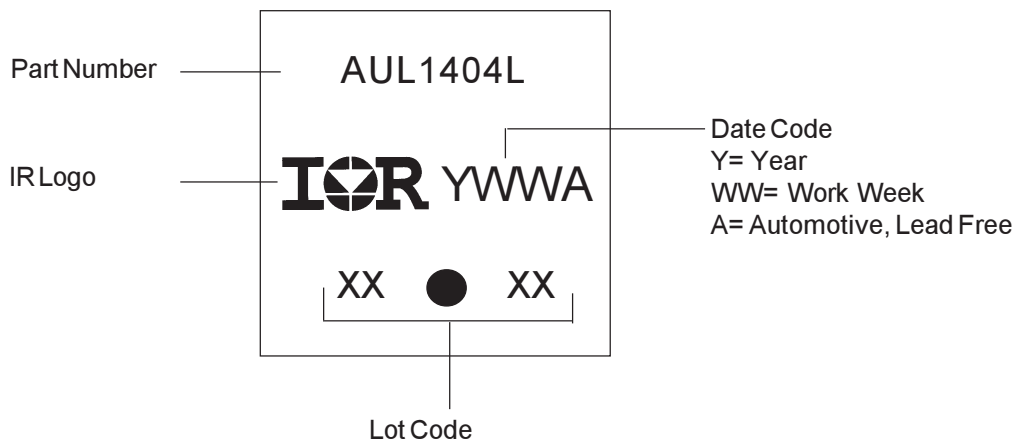 Part Number
AUL1404L
Date Code
Y= Year
WW= Work Week
A= Automotive, Lead Free
IR Logo
IOR YWWA
XX ● XX
Lot Code